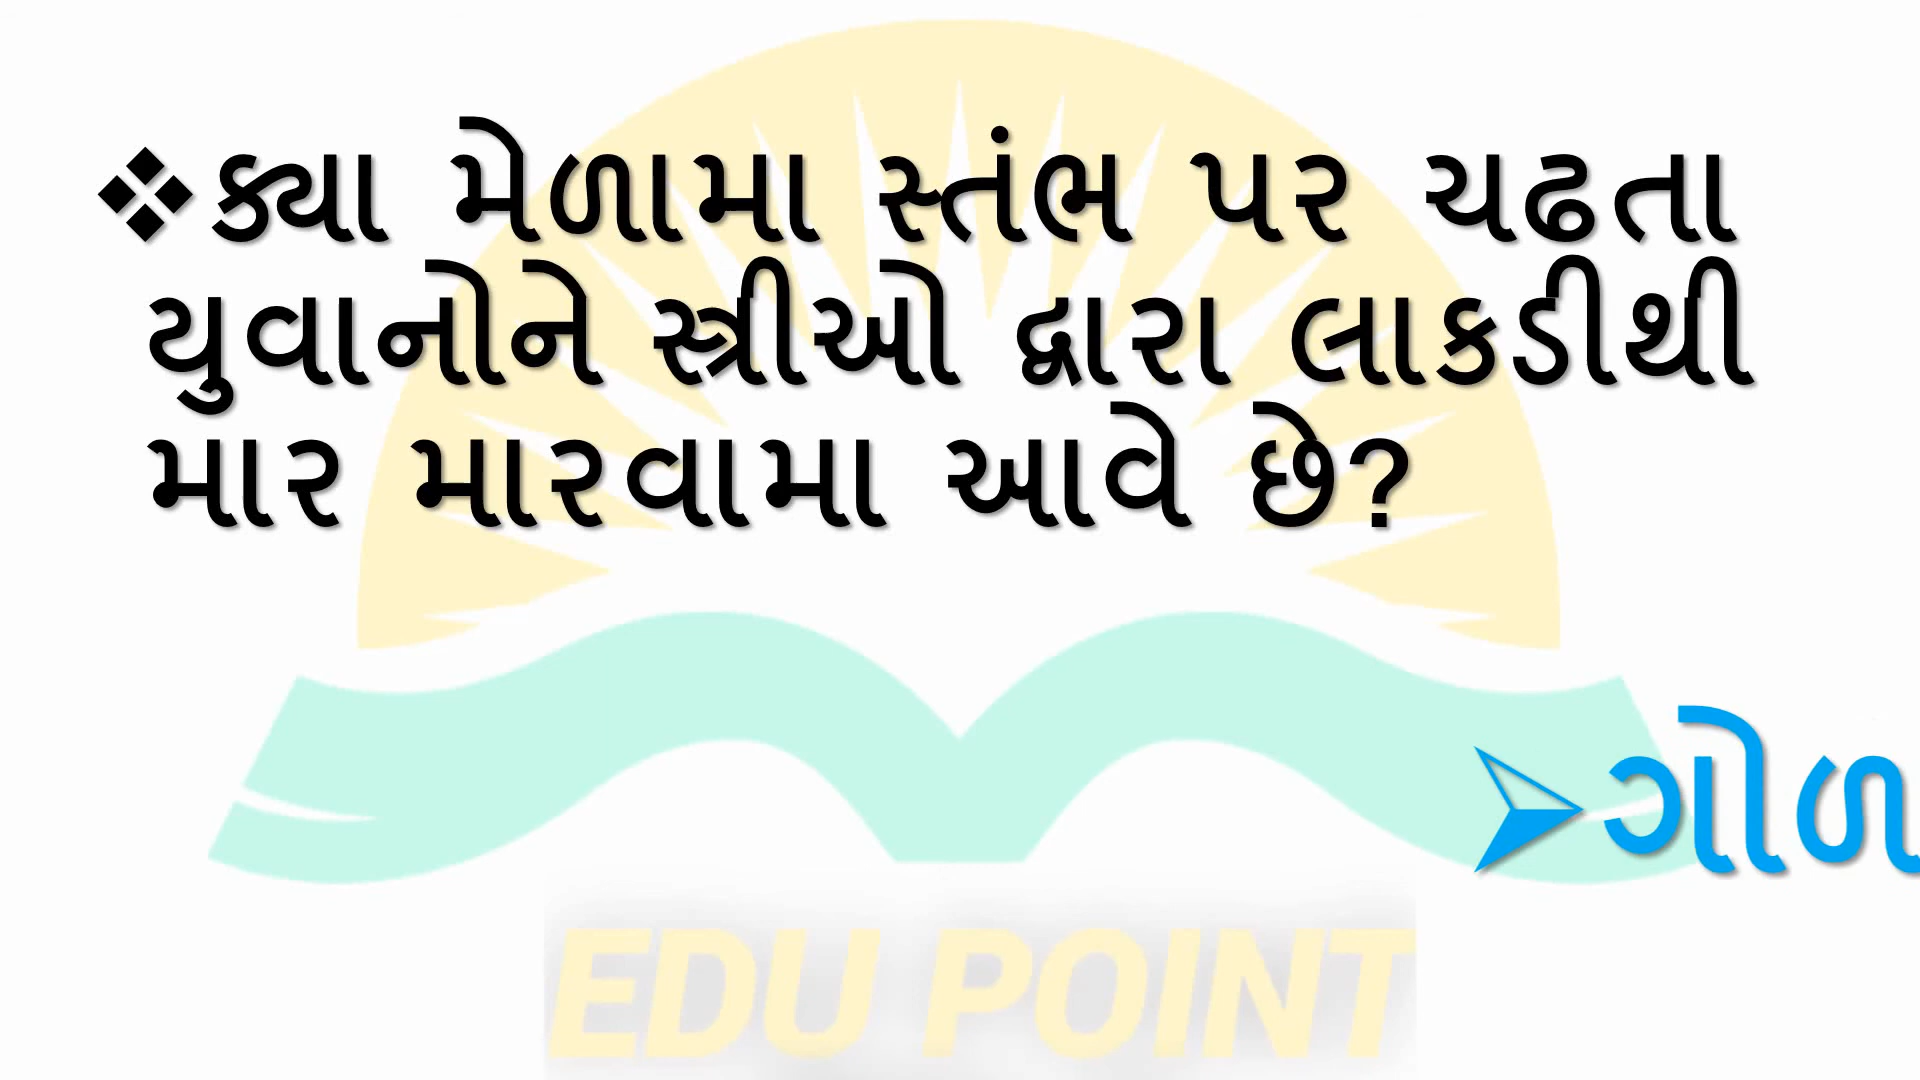 ❖ક્યા મેળામા સ્તંભ પર ચઢતા
યુવાનોને સ્ત્રીઓ દ્વારા લાકડીથી
માર મારવામા આવે છે?
➢ગોળ
EDU POINT